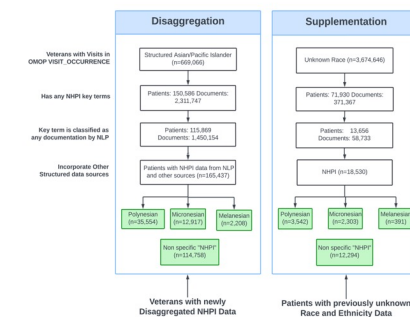 Disaggregation
Supplementation
Veterans with Visits in
OMOP VISIT_OCCURRENCE
Structured Asian/Pacific Islander
(n=669,066)
Unknown Race (n=3,674,646)
Has any NHPI key terms
Patients: 150,586 Documents:
2,311,747
Patients: 71,930 Documents:
371,367
Key term is classified as
any documentation by NLP
Patients: 115,869
Documents: 1,450,154
Patients: 13,656
Documents: 58,733
Incorporate Other
Structured data sources
Patients with NHPI data from NLP
and other sources (n=165,437)
NHPI (n=18,530)
Polynesian
(n=35,554)
Micronesian
(n=12,917)
Melanesian
(n=2,208)
Polynesian
(n=3,542)
Micronesian
(n=2,303)
Melanesian
(n=391)
Non specific "NHPI"
(n=114,758)
Non specific "NHPI"
(n=12,294)
Veterans with newly
Disaggregated NHPI Data
Patients with previously unknown
Race and Ethnicity Data